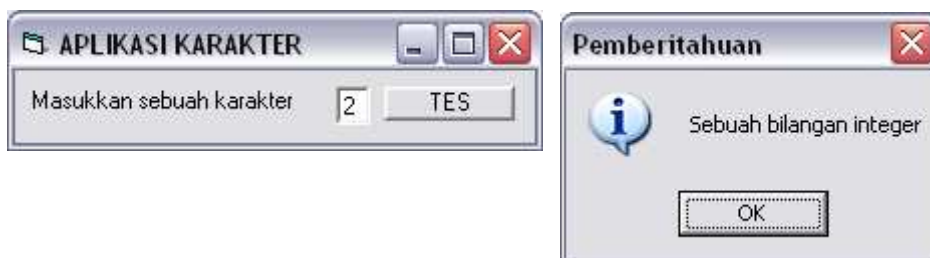 APLIKASI KARAKTER
Masukkan sebuah karakter 2 TES
Pemberitahuan
Sebuah bilangan integer
OK